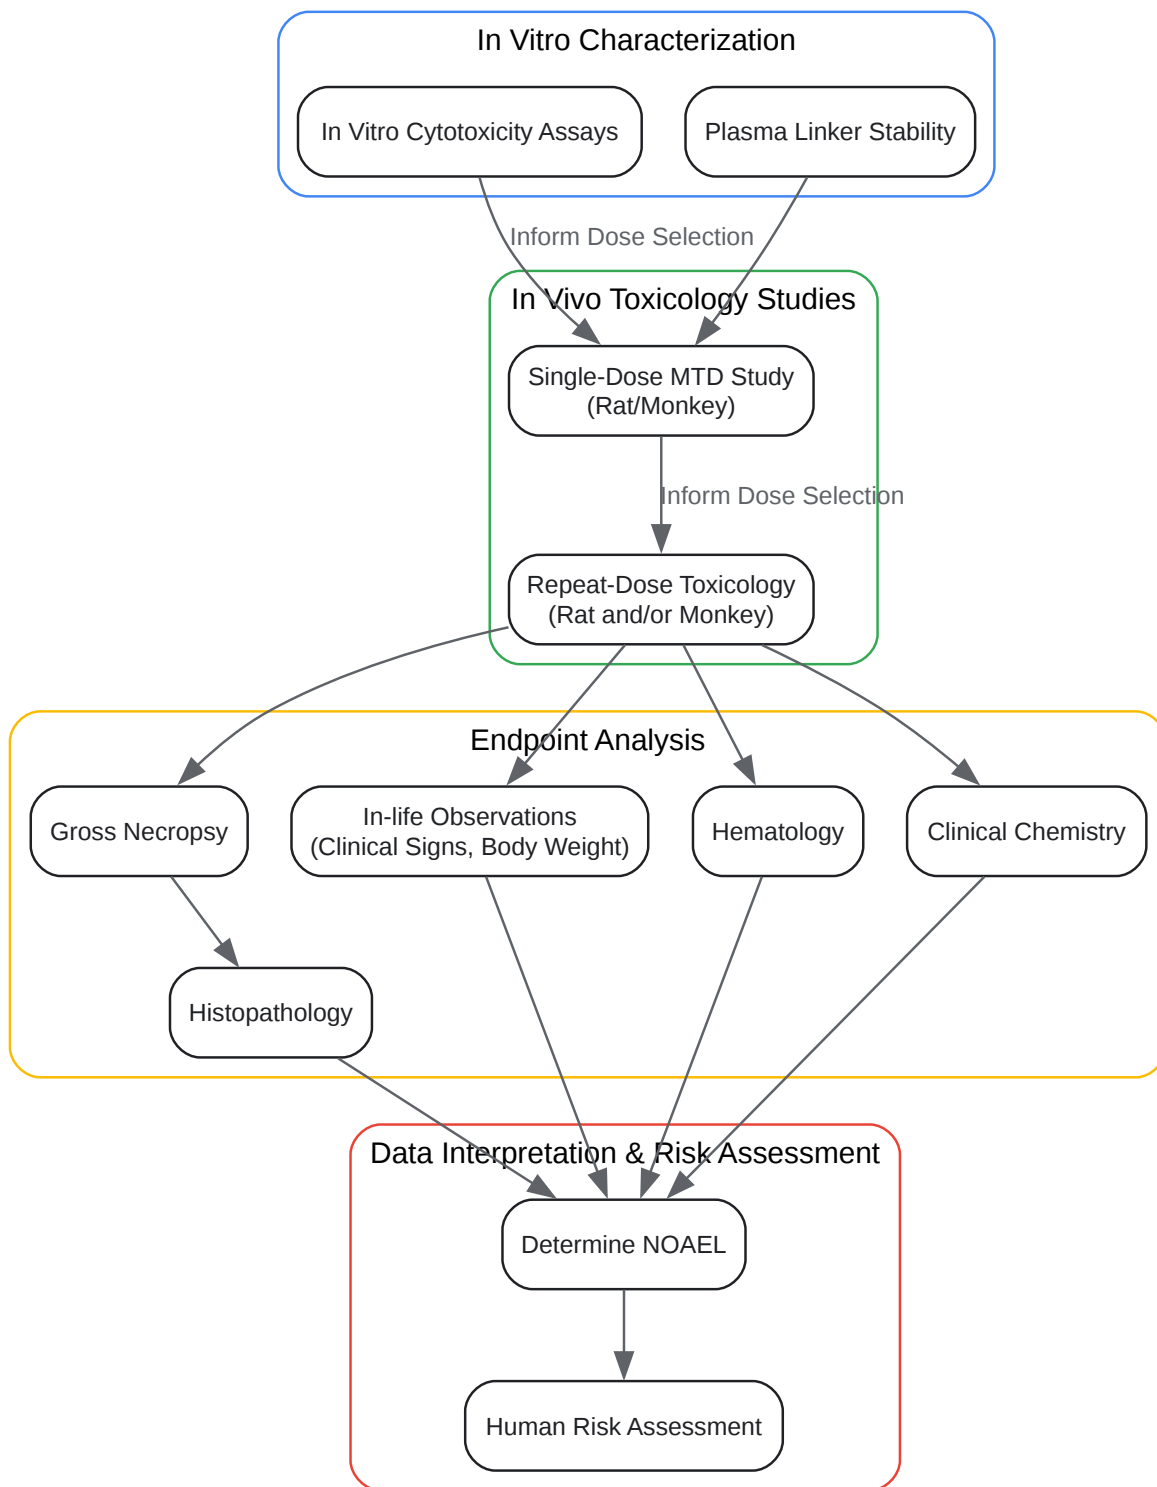 In Vitro Characterization
In Vitro Cytotoxicity Assays
Plasma Linker Stability
Inform Dose Selection
In Vivo Toxicology Studies
Single-Dose MTD Study
(Rat/Monkey)
Inform Dose Selection
Repeat-Dose Toxicology
(Rat and/or Monkey)
Endpoint Analysis
Gross Necropsy
In-life Observations
(Clinical Signs, Body Weight)
Hematology
Clinical Chemistry
Histopathology
Data Interpretation & Risk Assessment
Determine NOAEL
Human Risk Assessment